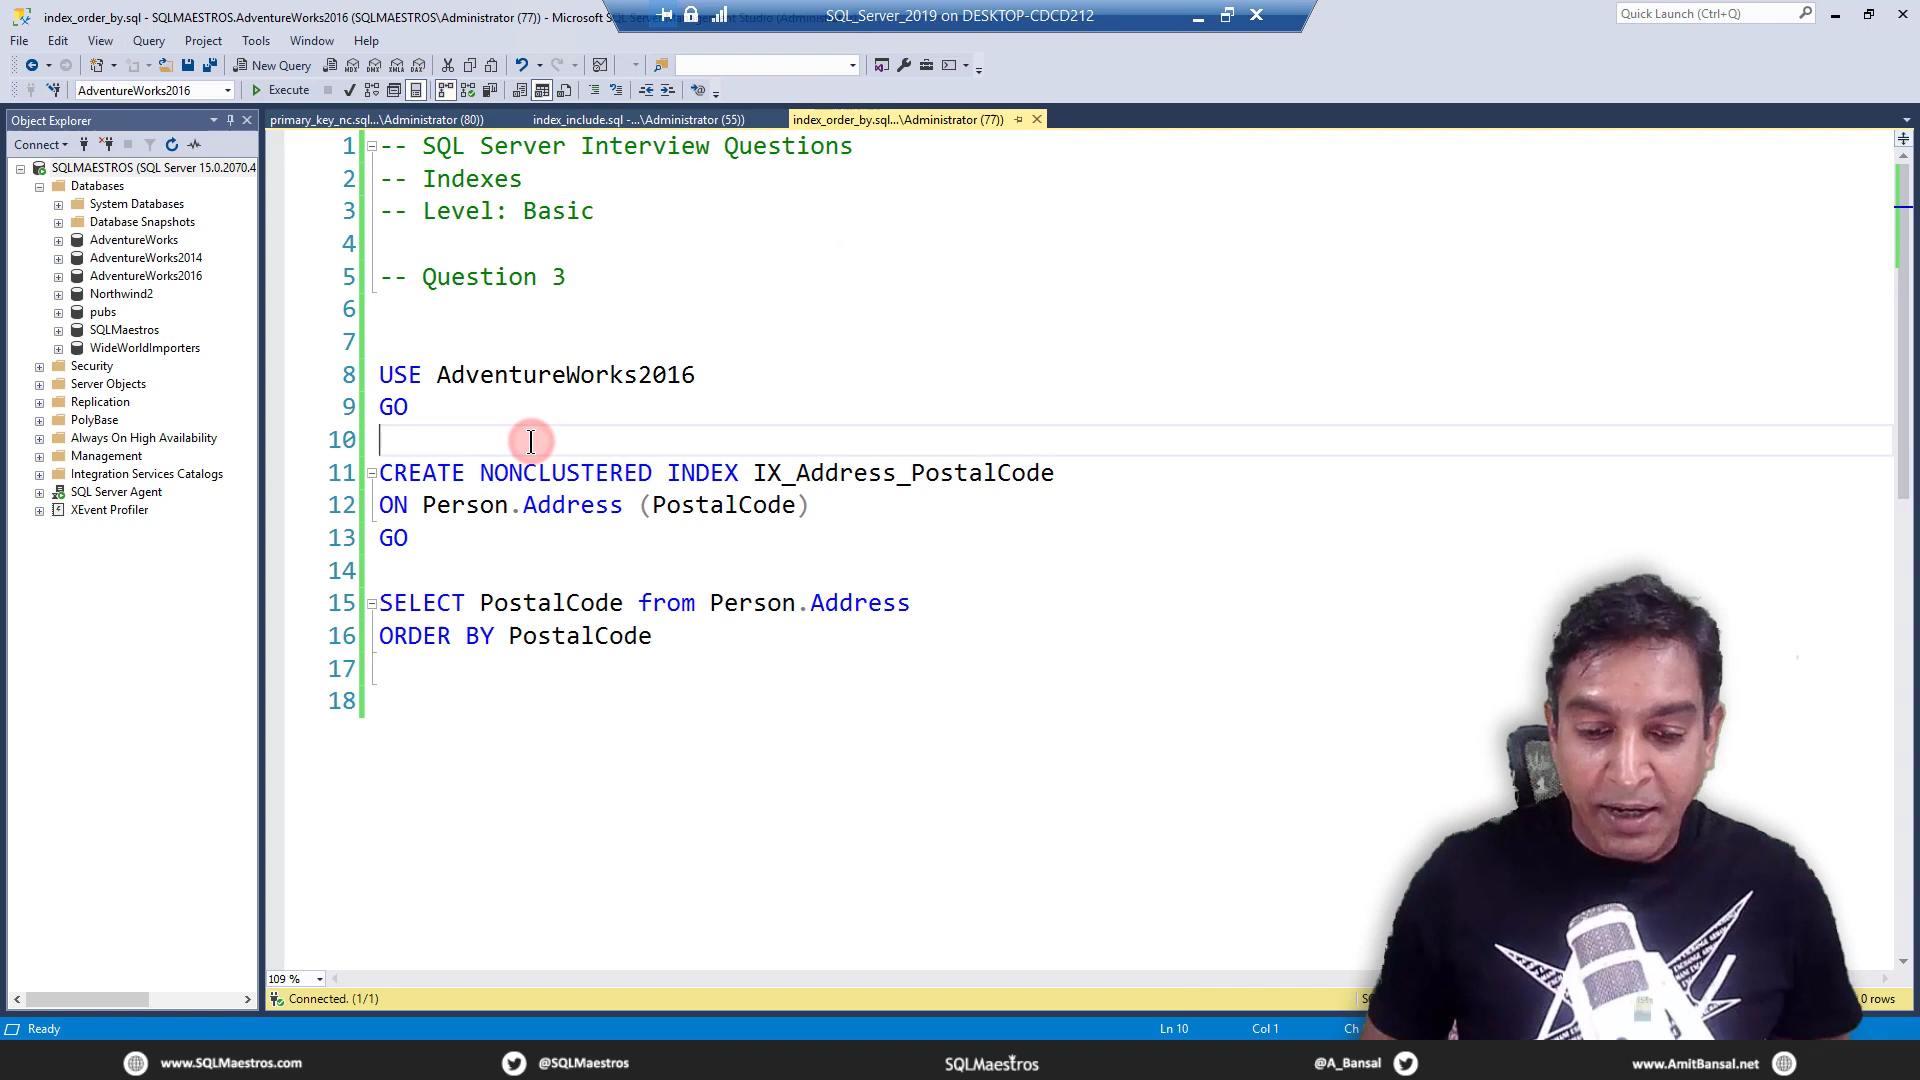 index_order_by.sql - SQLMAESTROS.AdventureWorks2016 (SQLMAESTROS\Administrator (77)) - Microsoft
SQL_Server_2019 on DESKTOP-CDCD212
Quick Launch (Ctrl+Q)
File Edit View Query Project Tools Window Help
New Query
MDX DMX XMLA DAX
AdventureWorks2016
Execute
Object Explorer
primary_key_nc.sql...\Administrator (80))
index_include.sql -...\Administrator (55))
index_order_by.sql...\Administrator (77))
Connect
SQLMAESTROS (SQL Server 15.0.2070.4
Databases
System Databases
Database Snapshots
AdventureWorks
AdventureWorks2014
AdventureWorks2016
Northwind2
pubs
SQLMaestros
WideWorldImporters
Security
Server Objects
Replication
PolyBase
Always On High Availability
Management
Integration Services Catalogs
SQL Server Agent
XEvent Profiler
1 -- SQL Server Interview Questions
2 -- Indexes
3 -- Level: Basic
4
5 -- Question 3
6
7
8 USE AdventureWorks2016
9 GO
10
11 CREATE NONCLUSTERED INDEX IX_Address_PostalCode
12 ON Person.Address (PostalCode)
13 GO
14
15 SELECT PostalCode from Person.Address
16 ORDER BY PostalCode
17
18
109 %
Connected. (1/1)
0 rows
Ready
Ln 10
Col 1
Ch
www.SQLMaestros.com
@SQLMaestros
SQLMaestros
@A_Bansal
www.AmitBansal.net